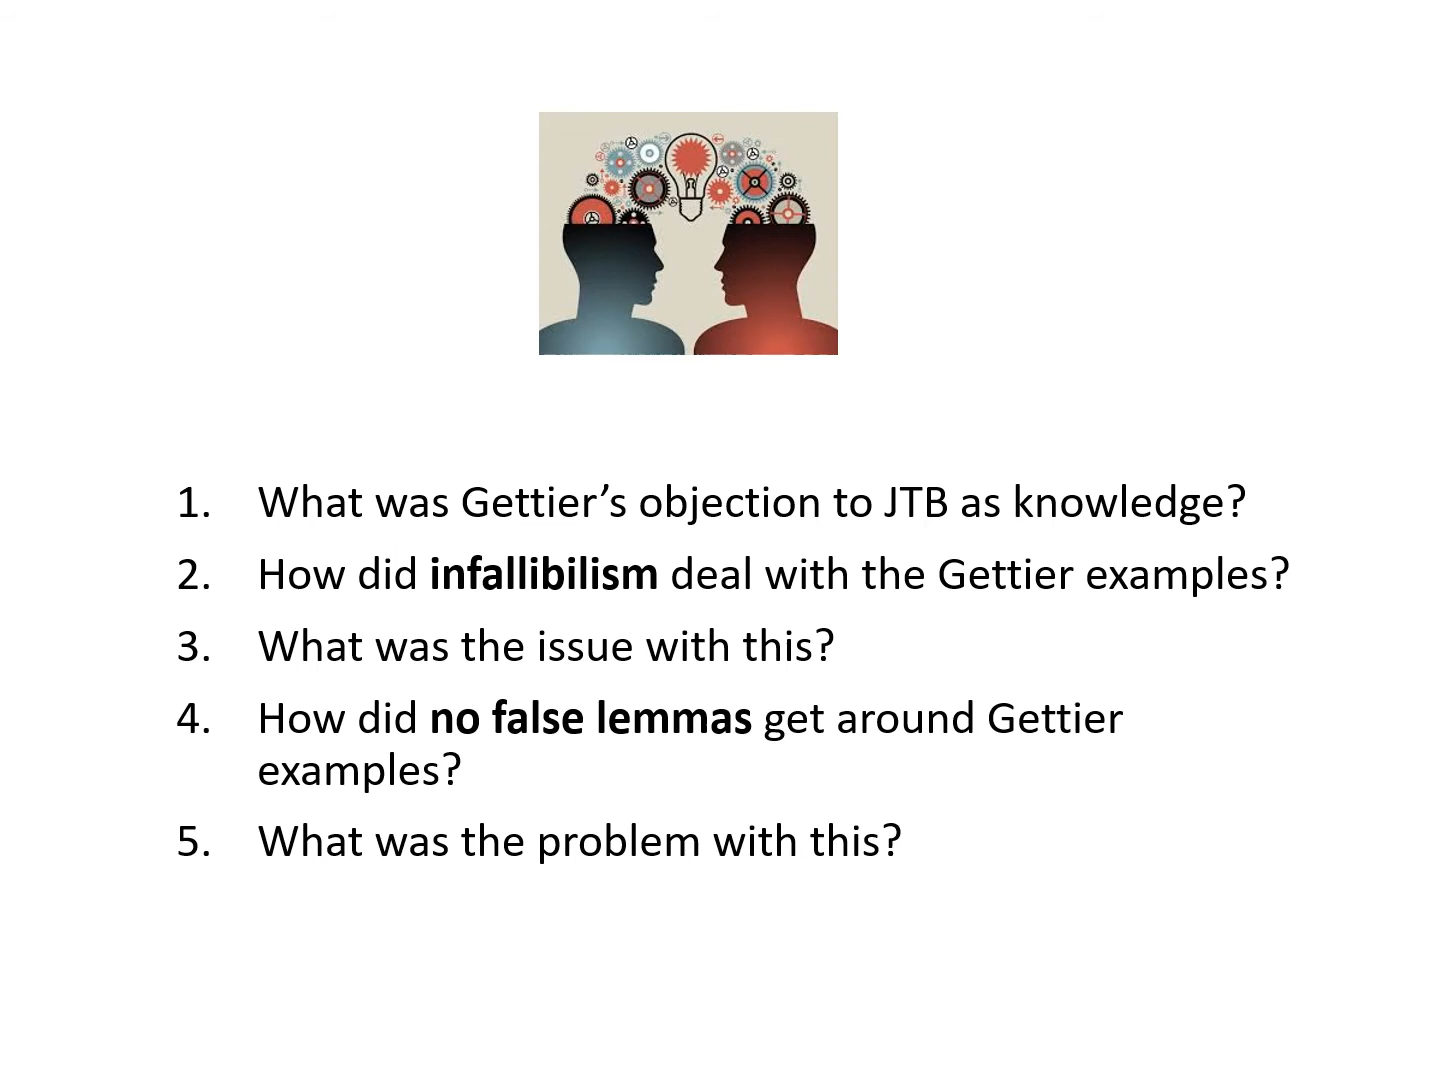 1. What was Gettier’s objection to JTB as knowledge?
2. How did infallibilism deal with the Gettier examples?
3. What was the issue with this?
4. How did no false lemmas get around Gettier
examples?
5. What was the problem with this?